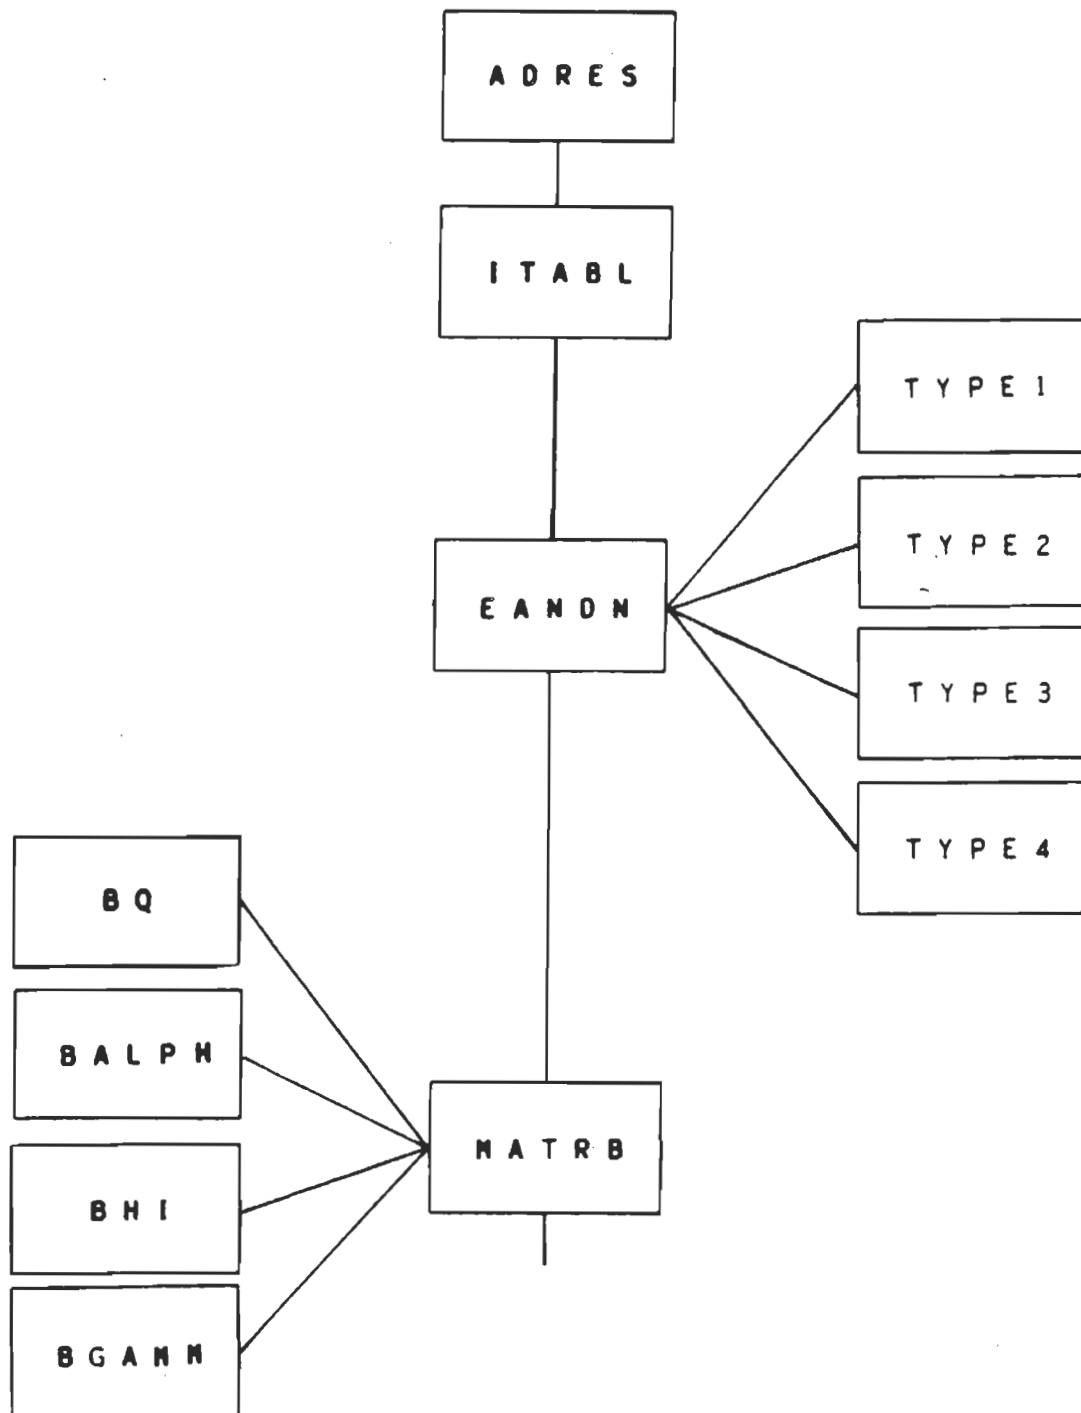 ADRES
ITABL
TYPE1
TYPE2
EANDN
TYPE3
TYPE4
BQ
BALPH
MATRB
BHI
BGAMM